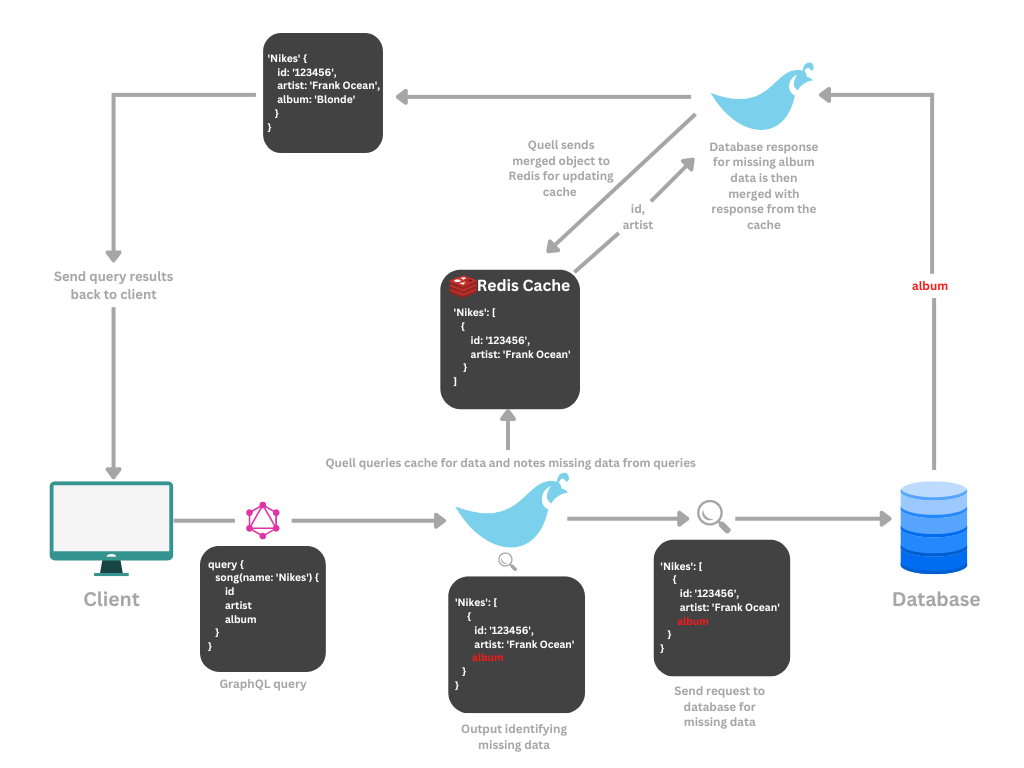 'Nikes' {
id: '123456',
artist: 'Frank Ocean',
album: 'Blonde'
}
}
Quell sends
merged object to
Redis for updating
cache
Database response
for missing album
data is then
merged with
response from the
cache
id,
artist
Send query results
back to client
album
Redis Cache
'Nikes': [
{
id: '123456',
artist: 'Frank Ocean'
}
]
Quell queries cache for data and notes missing data from queries
Client
query {
song(name: 'Nikes') {
id
artist
album
}
}
GraphQL query
'Nikes': [
{
id: '123456',
artist: 'Frank Ocean'
album
}
}
Output identifying
missing data
'Nikes': [
{
id: '123456',
artist: 'Frank Ocean'
album
}
}
Send request to
database for
missing data
Database